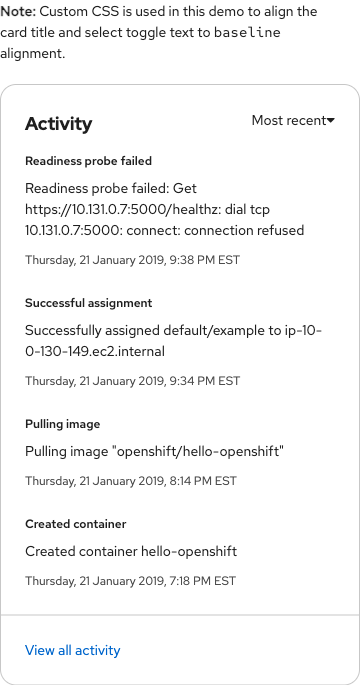 Note: Custom CSS is used in this demo to align the
card title and select toggle text to baseline
alignment.
Activity
Most recent
Readiness probe failed
Readiness probe failed: Get
https://10.131.0.7:5000/healthz: dial tcp
10.131.0.7:5000: connect: connection refused
Thursday, 21 January 2019, 9:38 PM EST
Successful assignment
Successfully assigned default/example to ip-10-
0-130-149.ec2.internal
Thursday, 21 January 2019, 9:34 PM EST
Pulling image
Pulling image "openshift/hello-openshift"
Thursday, 21 January 2019, 8:14 PM EST
Created container
Created container hello-openshift
Thursday, 21 January 2019, 7:18 PM EST
View all activity